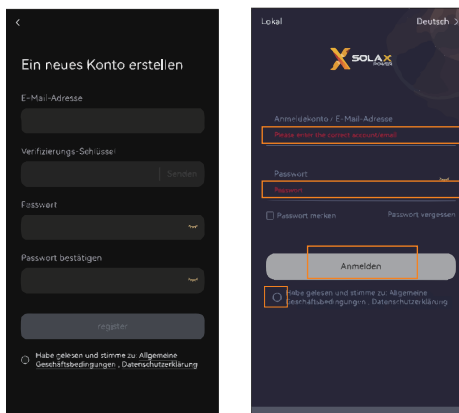 Ein neues Konto erstellen
E-Mail-Adresse
Verifizierungs-Schlüssel
Senden
Passwort
Passwort bestätigen
register
Habe gelesen und stimme zu: Allgemeine
Geschäftsbedingungen , Datenschutzerklärung
Lokal
Deutsch
SOLAX
POWER
Anmeldekonto / E-Mail-Adresse
Please enter the correct account/email
Passwort
Password
Passwort merken
Passwort vergessen
Anmelden
Habe gelesen und stimme zu: Allgemeine
Geschäftsbedingungen , Datenschutzerklärung